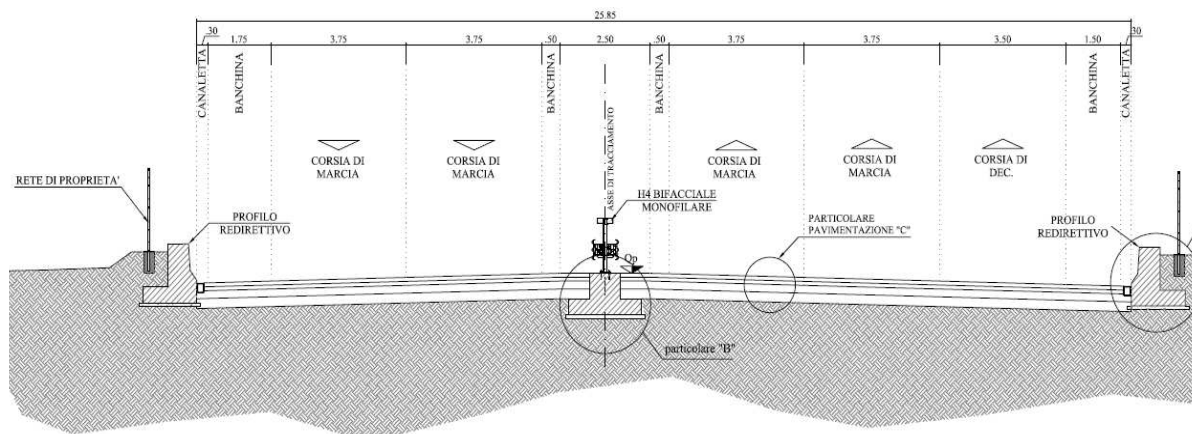 25.85
30
1.75
3.75
3.75
.50
2.50
.50
3.75
3.75
3.50
1.50
30
CANALETTA
BANCHINA
BANCHINA
ASSE DI TRACCIAMENTO
BANCHINA
BANCHINA
CANALETTA
CORSIA DI
MARCIA
CORSIA DI
MARCIA
CORSIA DI
MARCIA
CORSIA DI
MARCIA
CORSIA DI
DEC.
RETE DI PROPRIETA'
H4 BIFACCIALE
MONOFILARE
PROFILO
REDIRETTIVO
PARTICOLARE
PAVIMENTAZIONE "C"
PROFILO
REDIRETTIVO
Qp
particolare "B"